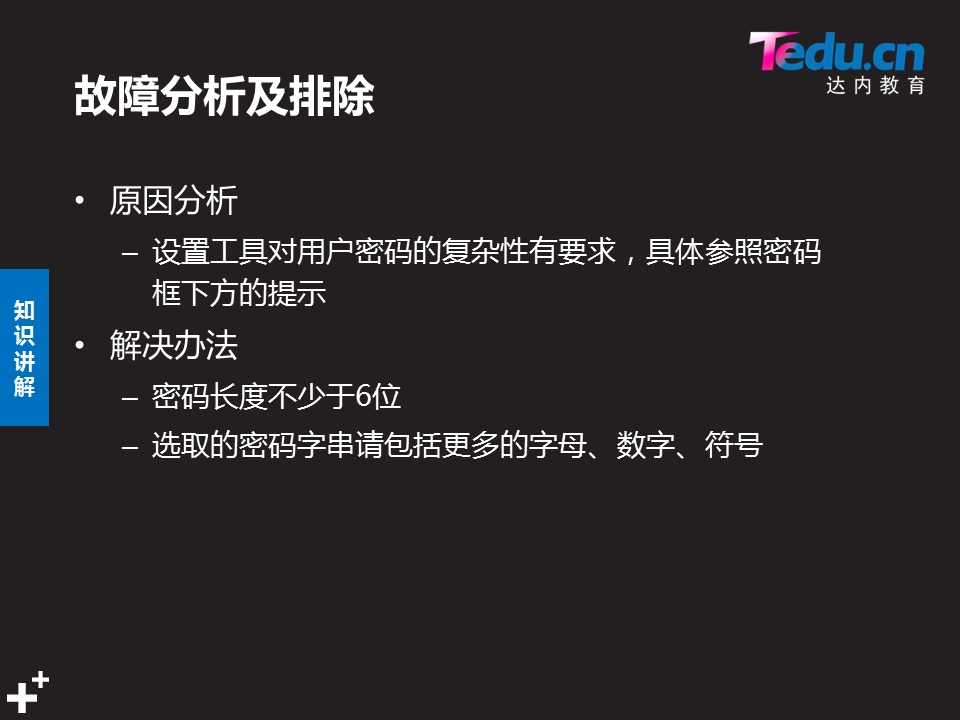 Tedu.cn
达内教育
故障分析及排除
• 原因分析
– 设置工具对用户密码的复杂性有要求，具体参照密码
框下方的提示
• 解决办法
– 密码长度不少于6位
– 选取的密码字串请包括更多的字母、数字、符号
知
识
讲
解